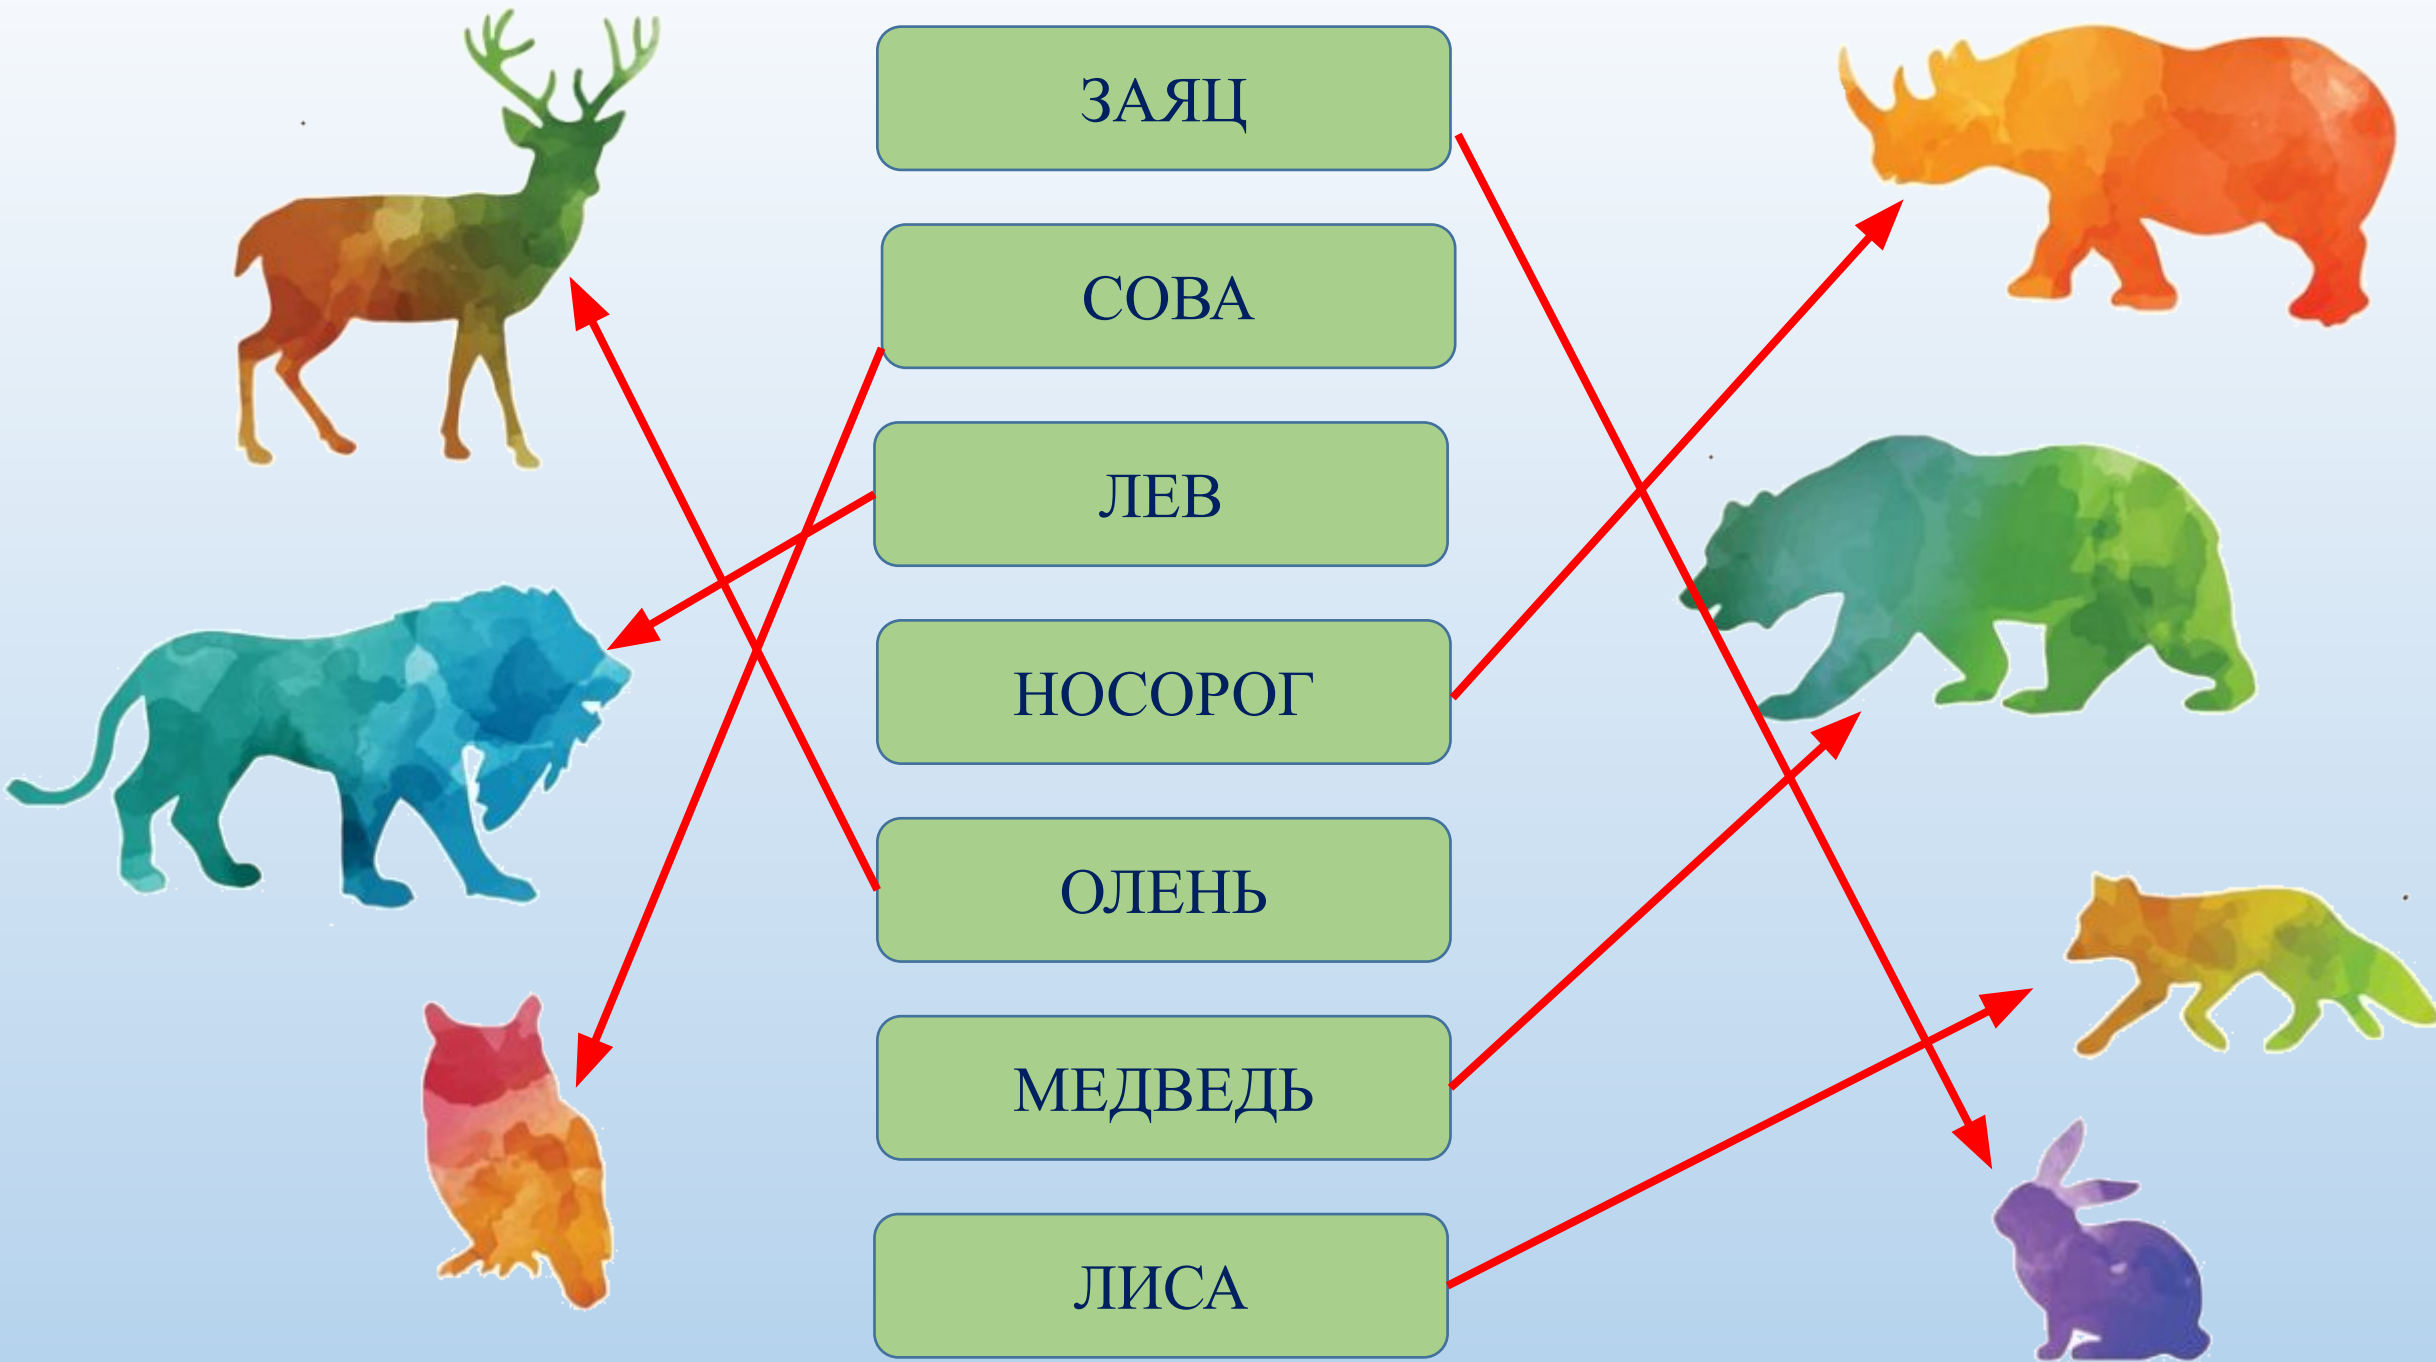 ЗАЯЦ
СОВА
ЛЕВ
НОСОРОГ
ОЛЕНЬ
МЕДВЕДЬ
ЛИСА